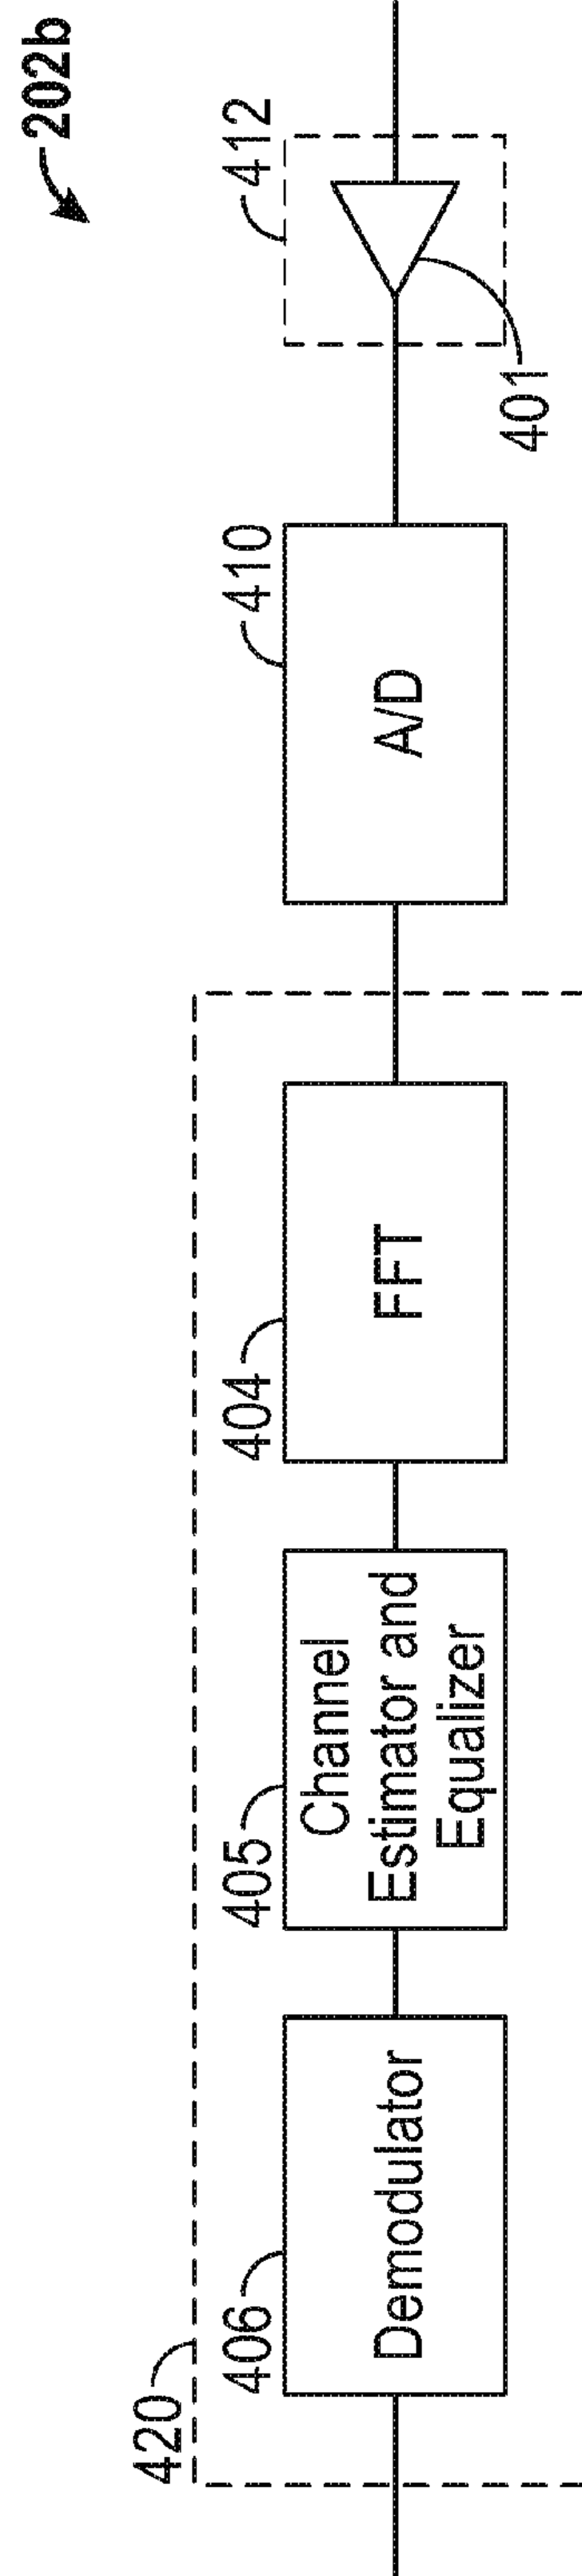 202b
420
406
405
404
410
412
Demodulator
Channel
Estimator and
Equalizer
FFT
A/D
401